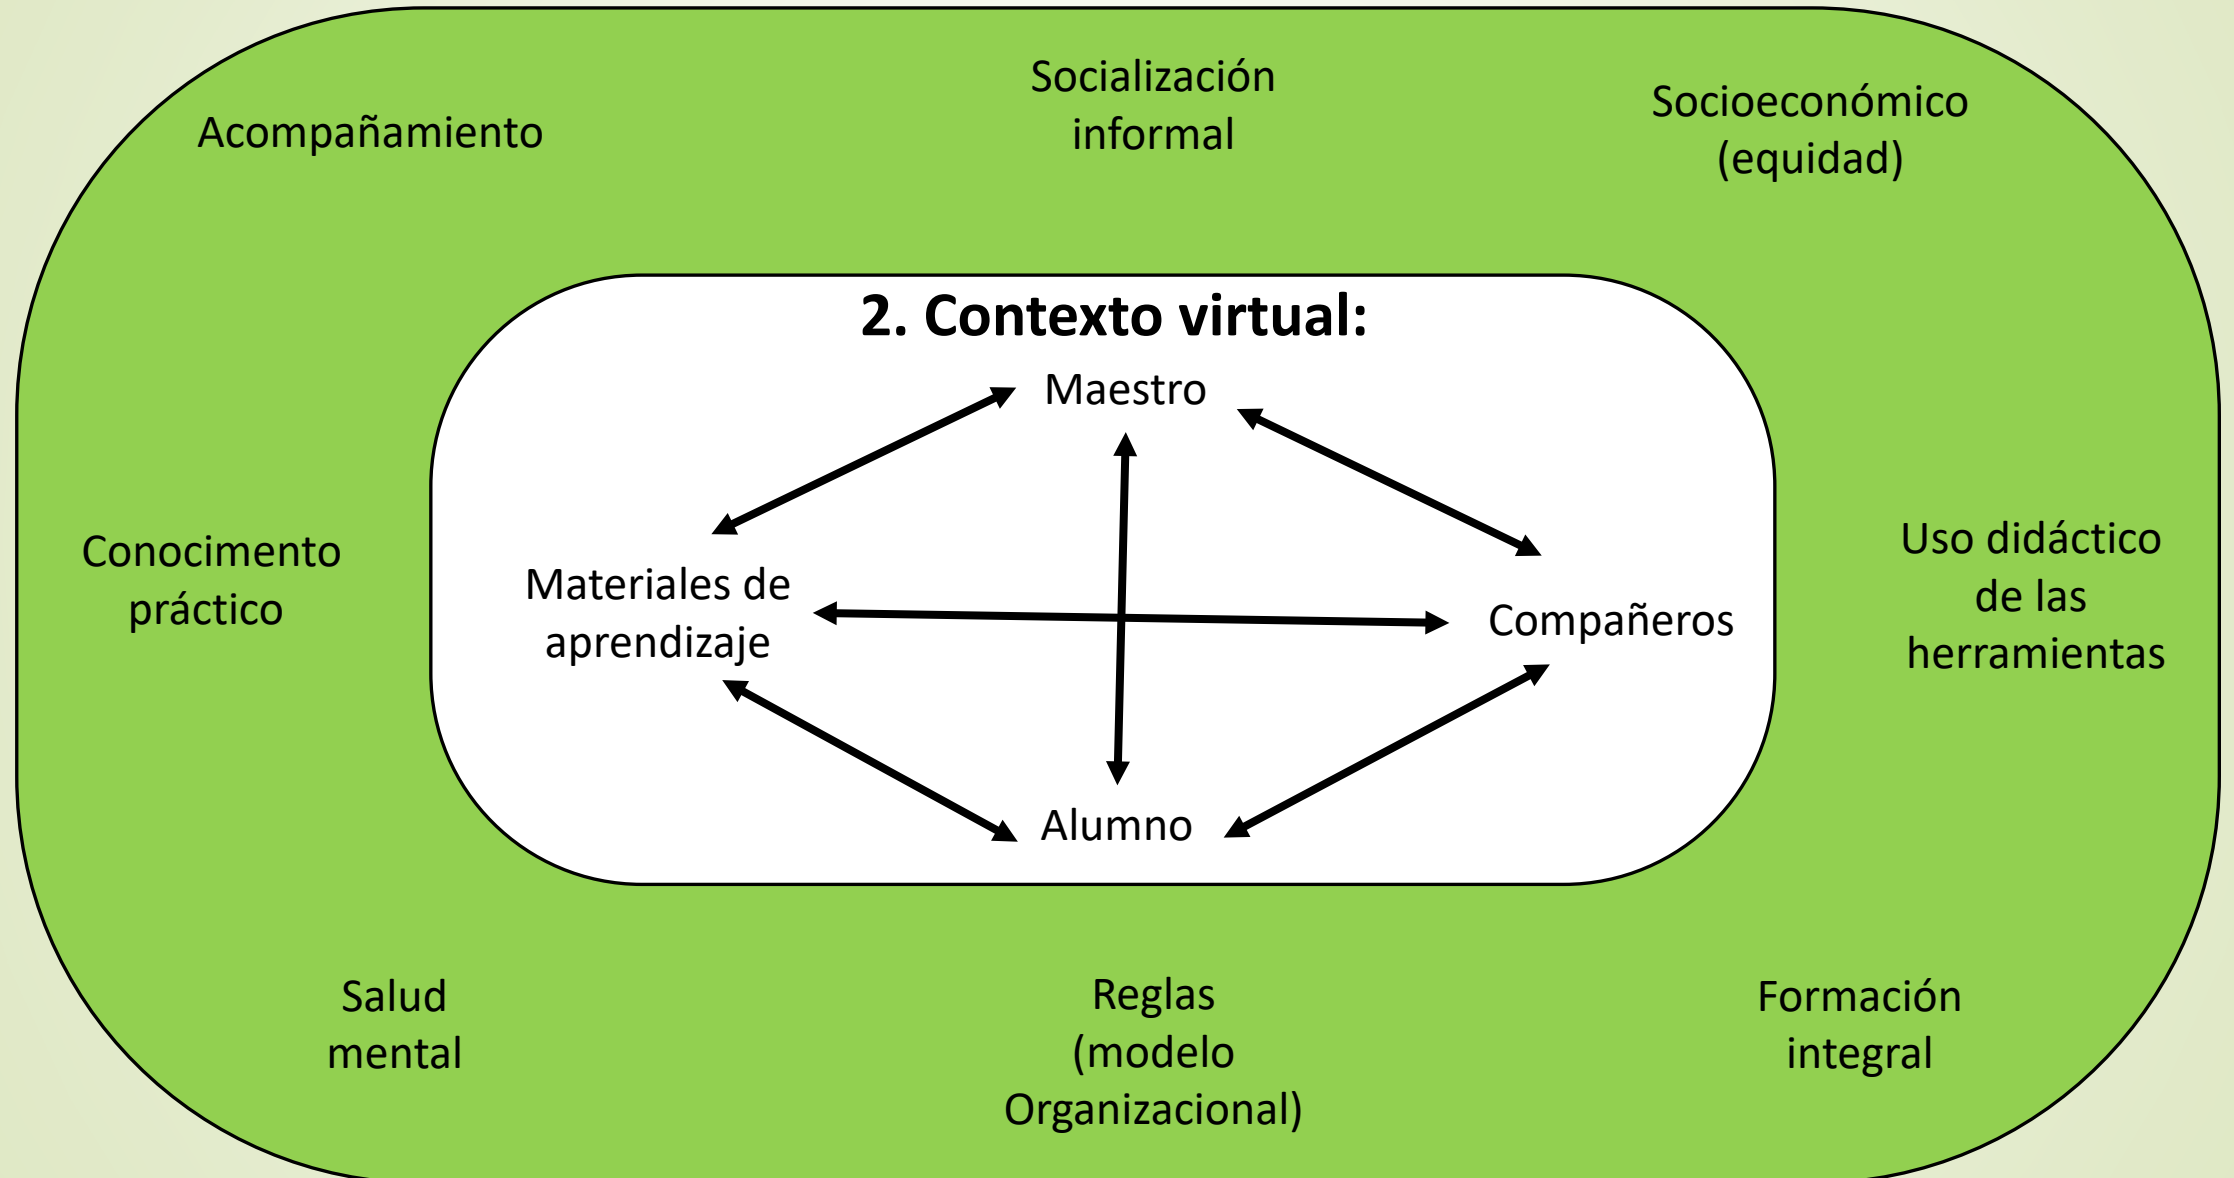 Acompañamiento
Socialización
informal
Socioeconómico
(equidad)
2. Contexto virtual:
Maestro
Conocimento
práctico
Materiales de
aprendizaje
Compañeros
Uso didáctico
de las
herramientas
Alumno
Salud
mental
Reglas
(modelo
Organizacional)
Formación
integral